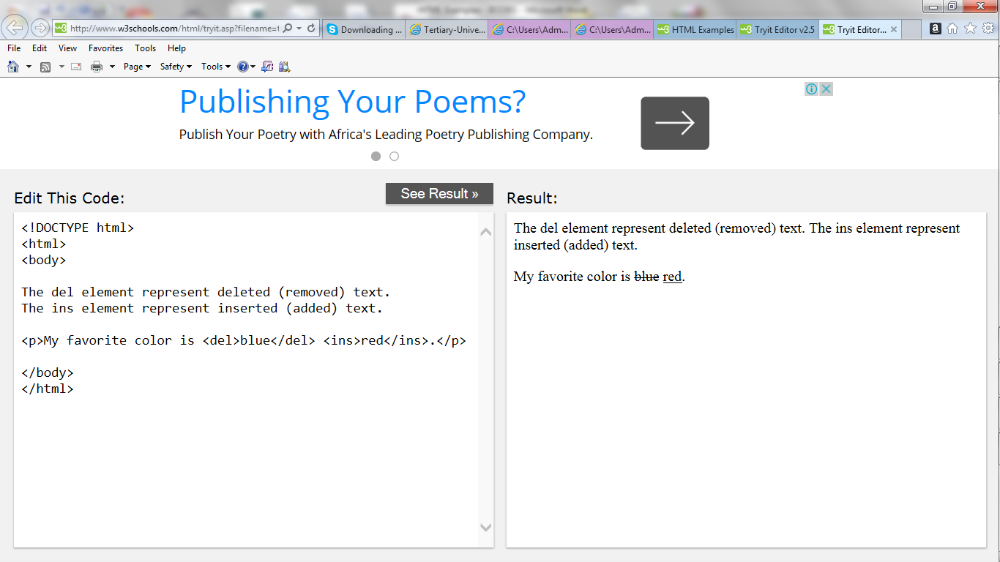 http://www.w3schools.com/html/tryit.asp?filename=t
Downloading ...
Tertiary-Unive...
C:\Users\Adm...
C:\Users\Adm...
HTML Examples
Tryit Editor v2.5
Tryit Editor...
File Edit View Favorites Tools Help
Page Safety Tools
Publishing Your Poems?
Publish Your Poetry with Africa's Leading Poetry Publishing Company.
Edit This Code:
See Result »
<!DOCTYPE html>
<html>
<body>
The del element represent deleted (removed) text.
The ins element represent inserted (added) text.
<p>My favorite color is <del>blue</del> <ins>red</ins>.</p>
</body>
</html>
Result:
The del element represent deleted (removed) text. The ins element represent
inserted (added) text.
My favorite color is blue red.